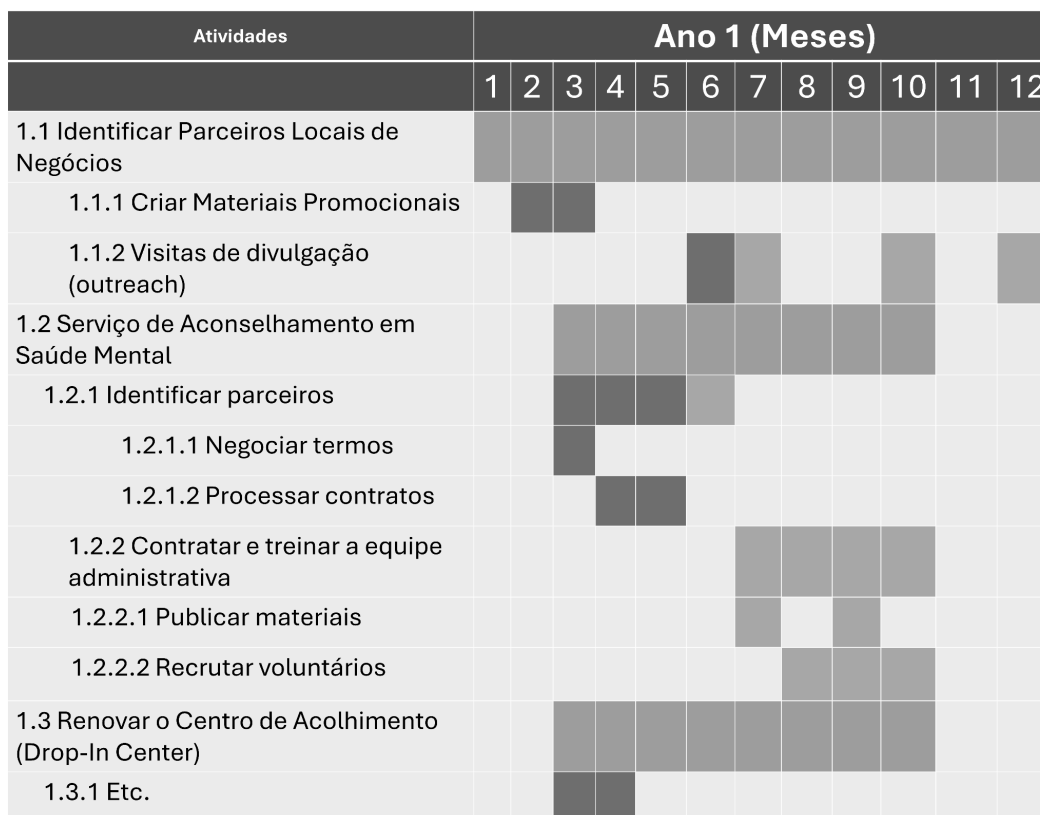 Atividades
Ano 1 (Meses)
1 2 3 4 5 6 7 8 9 10 11 12
1.1 Identificar Parceiros Locais de
Negócios
1.1.1 Criar Materiais Promocionais
1.1.2 Visitas de divulgação
(outreach)
1.2 Serviço de Aconselhamento em
Saúde Mental
1.2.1 Identificar parceiros
1.2.1.1 Negociar termos
1.2.1.2 Processar contratos
1.2.2 Contratar e treinar a equipe
administrativa
1.2.2.1 Publicar materiais
1.2.2.2 Recrutar voluntários
1.3 Renovar o Centro de Acolhimento
(Drop-In Center)
1.3.1 Etc.